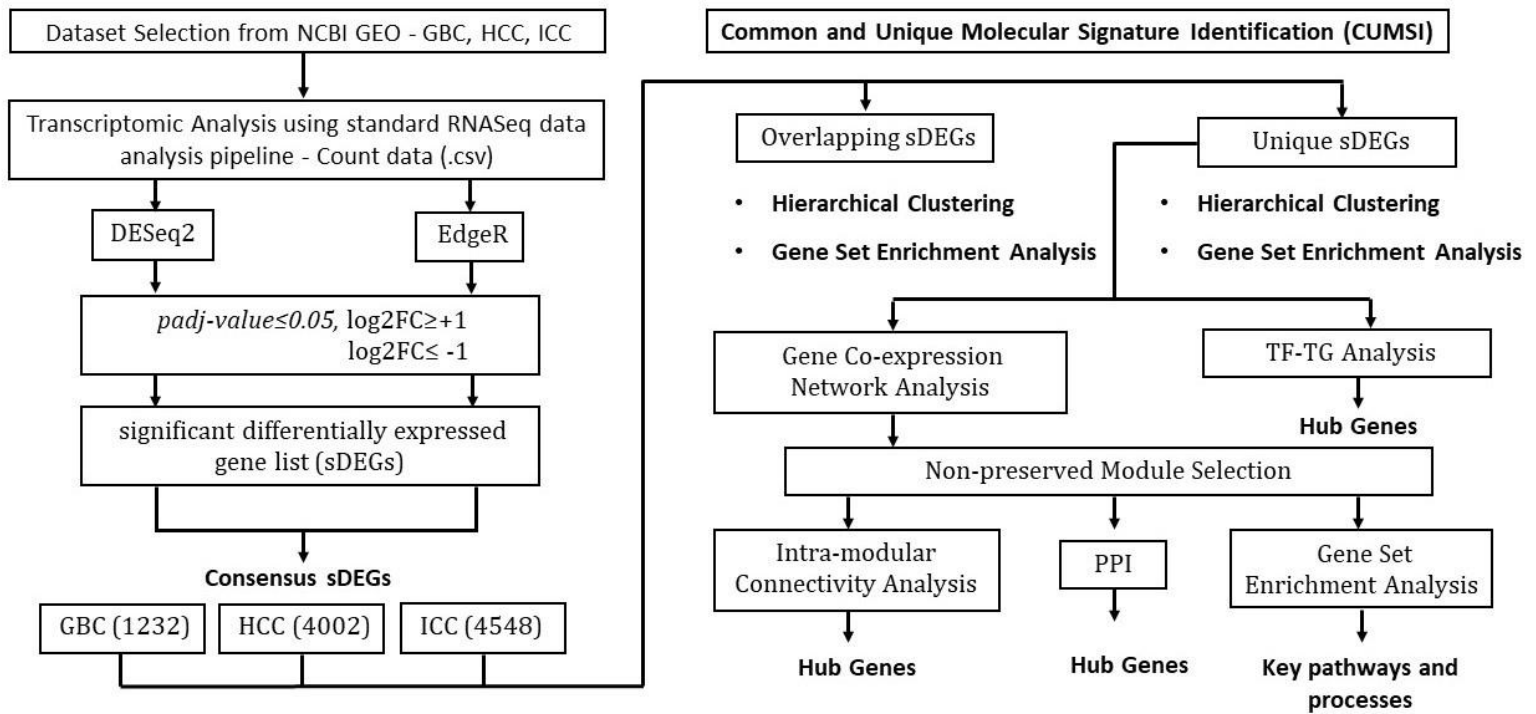 Dataset Selection from NCBI GEO - GBC, HCC, ICC
Transcriptomic Analysis using standard RNASeq data
analysis pipeline - Count data (.csv)
DESeq2
EdgeR
padj-value≤0.05, log2FC≥+1
log2FC≤ -1
significant differentially expressed
gene list (sDEGs)
Consensus sDEGs
GBC (1232)
HCC (4002)
ICC (4548)
Common and Unique Molecular Signature Identification (CUMSI)
Overlapping sDEGs
• Hierarchical Clustering
• Gene Set Enrichment Analysis
Unique sDEGs
• Hierarchical Clustering
• Gene Set Enrichment Analysis
Gene Co-expression
Network Analysis
TF-TG Analysis
Hub Genes
Non-preserved Module Selection
Intra-modular
Connectivity Analysis
Hub Genes
PPI
Hub Genes
Gene Set
Enrichment Analysis
Key pathways and
processes